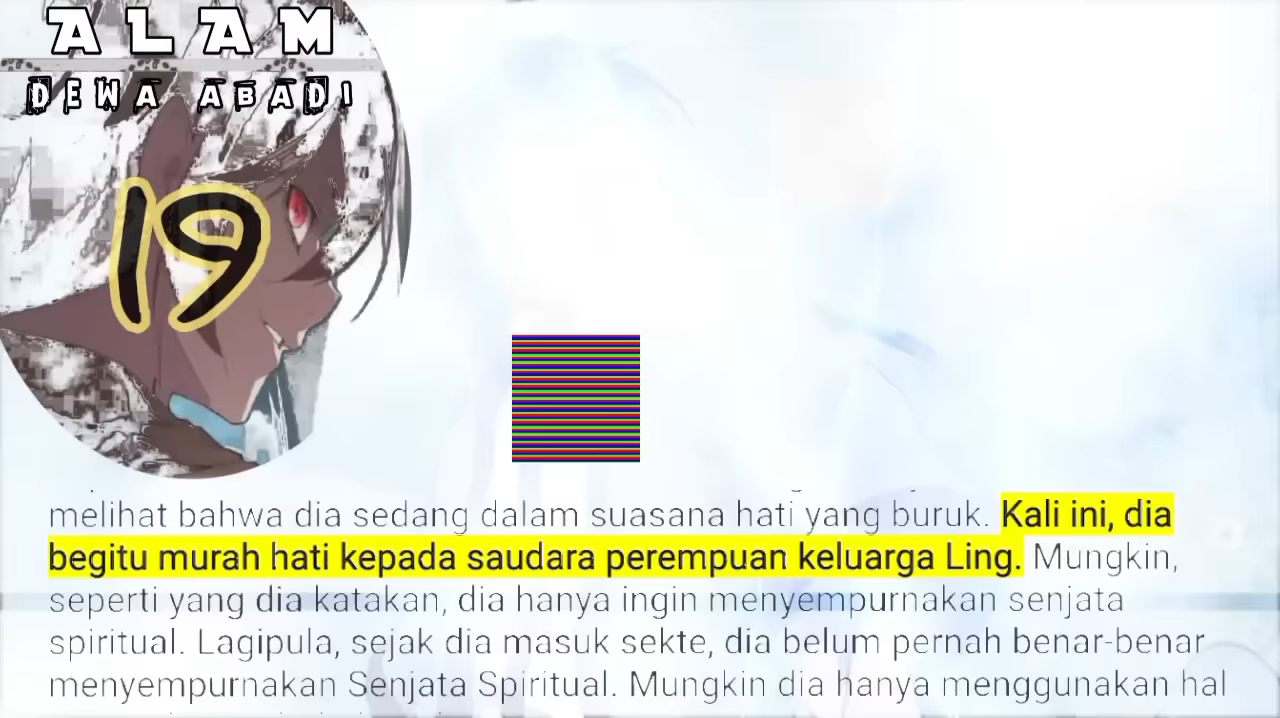 ALAM
DEWA ABADI
19
melihat bahwa dia sedang dalam suasana hati yang buruk. Kali ini, dia
begitu murah hati kepada saudara perempuan keluarga Ling. Mungkin,
seperti yang dia katakan, dia hanya ingin menyempurnakan senjata
spiritual. Lagipula, sejak dia masuk sekte, dia belum pernah benar-benar
menyempurnakan Senjata Spiritual. Mungkin dia hanya menggunakan hal